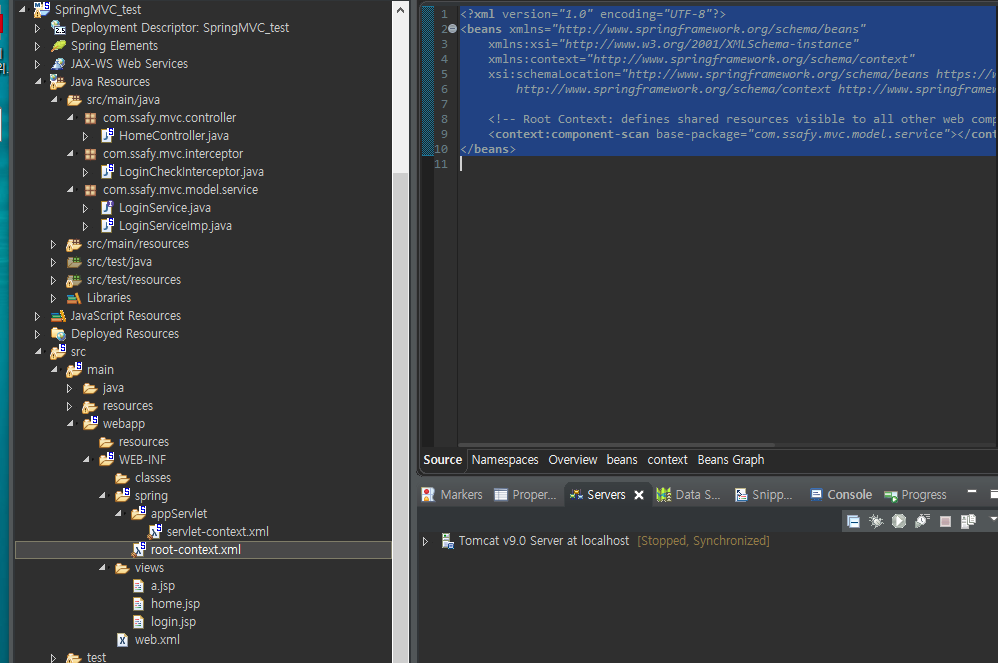 SpringMVC_test
Deployment Descriptor: SpringMVC_test
Spring Elements
JAX-WS Web Services
Java Resources
src/main/java
com.ssafy.mvc.controller
HomeController.java
com.ssafy.mvc.interceptor
LoginCheckInterceptor.java
com.ssafy.mvc.model.service
LoginService.java
LoginServiceImp.java
src/main/resources
src/test/java
src/test/resources
Libraries
JavaScript Resources
Deployed Resources
src
main
java
resources
webapp
resources
WEB-INF
classes
spring
appServlet
servlet-context.xml
root-context.xml
views
a.jsp
home.jsp
login.jsp
web.xml
test
1 <?xml version="1.0" encoding="UTF-8"?>
2 <beans xmlns="http://www.springframework.org/schema/beans"
3 xmlns:xsi="http://www.w3.org/2001/XMLSchema-instance"
4 xmlns:context="http://www.springframework.org/schema/context"
5 xsi:schemaLocation="http://www.springframework.org/schema/beans https://w
6 http://www.springframework.org/schema/context http://www.springframew
7
8 <!-- Root Context: defines shared resources visible to all other web comp
9 <context:component-scan base-package="com.ssafy.mvc.model.service"></cont
10 </beans>
11
Source Namespaces Overview beans context Beans Graph
Markers Proper... Servers Data S... Snipp... Console Progress
Tomcat v9.0 Server at localhost [Stopped, Synchronized]